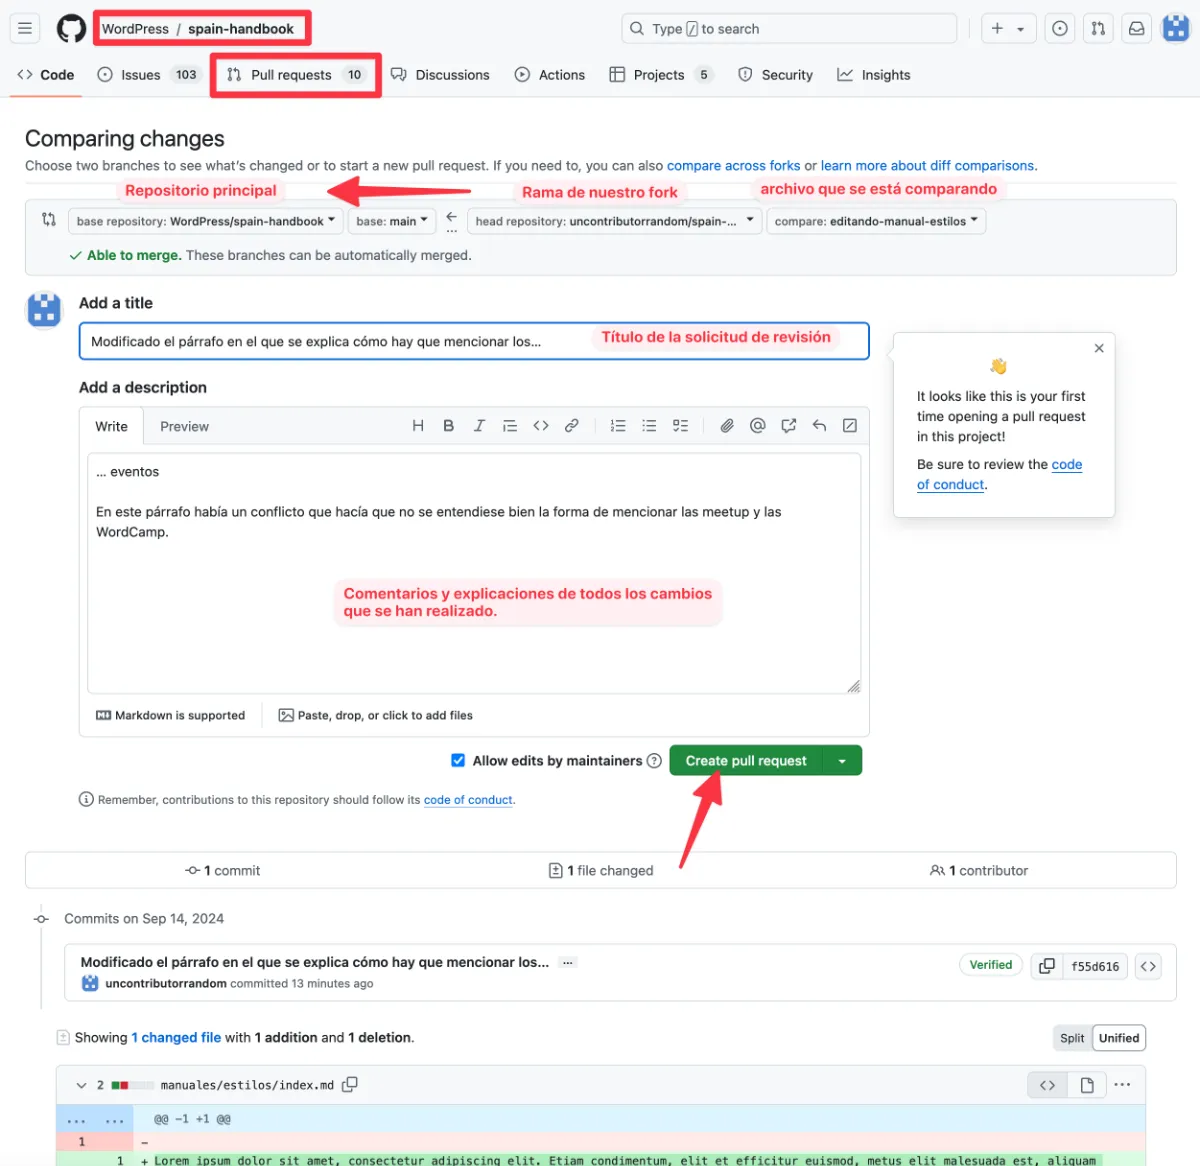 WordPress / spain-handbook
Type / to search
Code
Issues 103
Pull requests 10
Discussions
Actions
Projects 5
Security
Insights
Comparing changes
Choose two branches to see what's changed or to start a new pull request. If you need to, you can also compare across forks or learn more about diff comparisons.
Repositorio principal
Rama de nuestro fork
archivo que se está comparando
base repository: WordPress/spain-handbook
base: main
head repository: uncontributorrandom/spain-...
compare: editando-manual-estilos
Able to merge. These branches can be automatically merged.
Add a title
Modificado el párrafo en el que se explica cómo hay que mencionar los...
Título de la solicitud de revisión
Add a description
Write
Preview
... eventos
En este párrafo había un conflicto que hacía que no se entendiese bien la forma de mencionar las meetup y las
WordCamp.
Comentarios y explicaciones de todos los cambios
que se han realizado.
Markdown is supported
Paste, drop, or click to add files
👋
It looks like this is your first
time opening a pull request
in this project!
Be sure to review the code
of conduct.
Allow edits by maintainers
Create pull request
Remember, contributions to this repository should follow its code of conduct.
1 commit
1 file changed
1 contributor
Commits on Sep 14, 2024
Modificado el párrafo en el que se explica cómo hay que mencionar los... ...
uncontributorrandom committed 13 minutes ago
Verified
f55d616
Showing 1 changed file with 1 addition and 1 deletion.
Split
Unified
2 manuales/estilos/index.md
... ... @@ -1 +1 @@
1 -
1 + Lorem ipsum dolor sit amet, consectetur adipiscing elit. Etiam condimentum, elit et efficitur euismod, metus elit malesuada est, aliquam